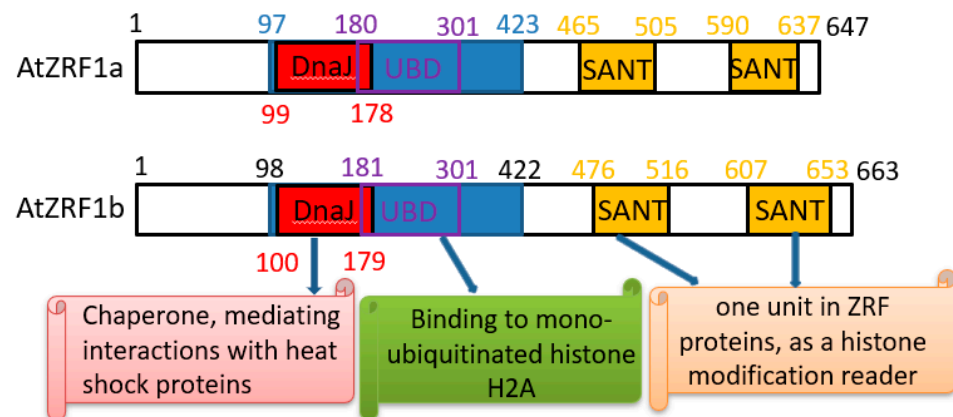 1 97 180 301 423 465 505 590 637 647
AtZRF1a DnaJ UBD SANT SANT
99 178
1 98 181 301 422 476 516 607 653 663
AtZRF1b DnaJ UBD SANT SANT
100 179
Chaperone, mediating
interactions with heat
shock proteins
Binding to mono-
ubiquitinated histone
H2A
one unit in ZRF
proteins, as a histone
modification reader